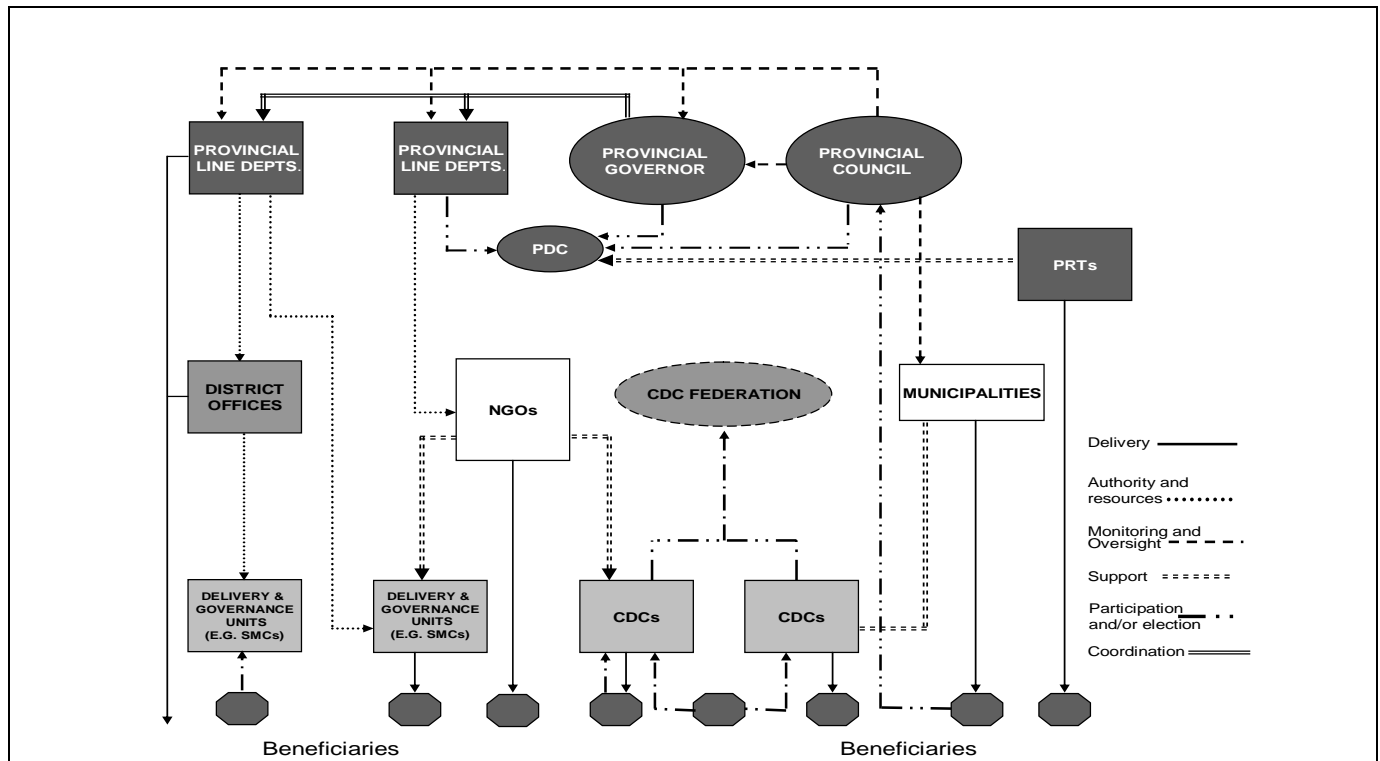 PROVINCIAL
LINE DEPTS.
PROVINCIAL
LINE DEPTS.
PROVINCIAL
GOVERNOR
PROVINCIAL
COUNCIL
PDC
PRTs
DISTRICT
OFFICES
NGOs
CDC FEDERATION
MUNICIPALITIES
Delivery
Authority and
resources
Monitoring and
Oversight
Support
Participation
and/or election
Coordination
DELIVERY &
GOVERNANCE
UNITS
(E.G. SMCs)
DELIVERY &
GOVERNANCE
UNITS
(E.G. SMCs)
CDCs
CDCs
Beneficiaries
Beneficiaries